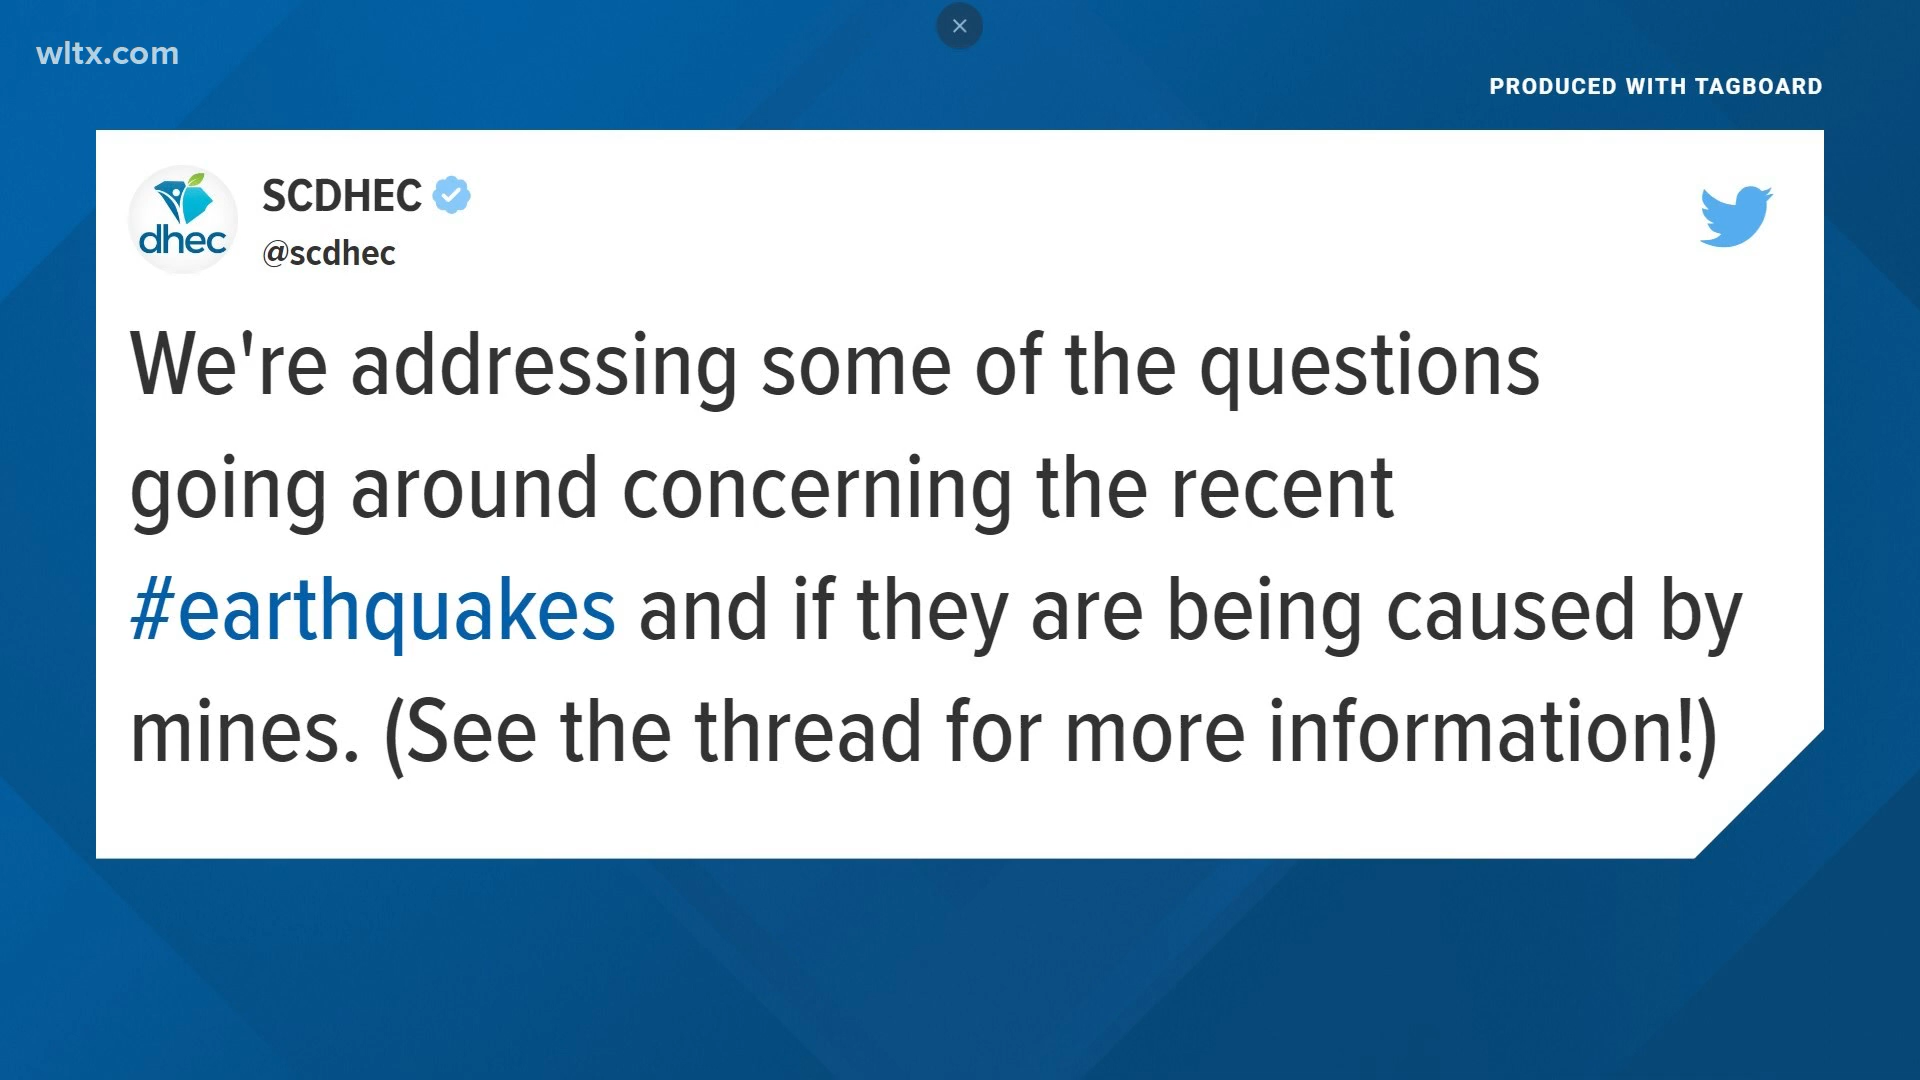 wltx.com
PRODUCED WITH TAGBOARD
dhec
SCDHEC
@scdhec
We're addressing some of the questions
going around concerning the recent
#earthquakes and if they are being caused by
mines. (See the thread for more information!)